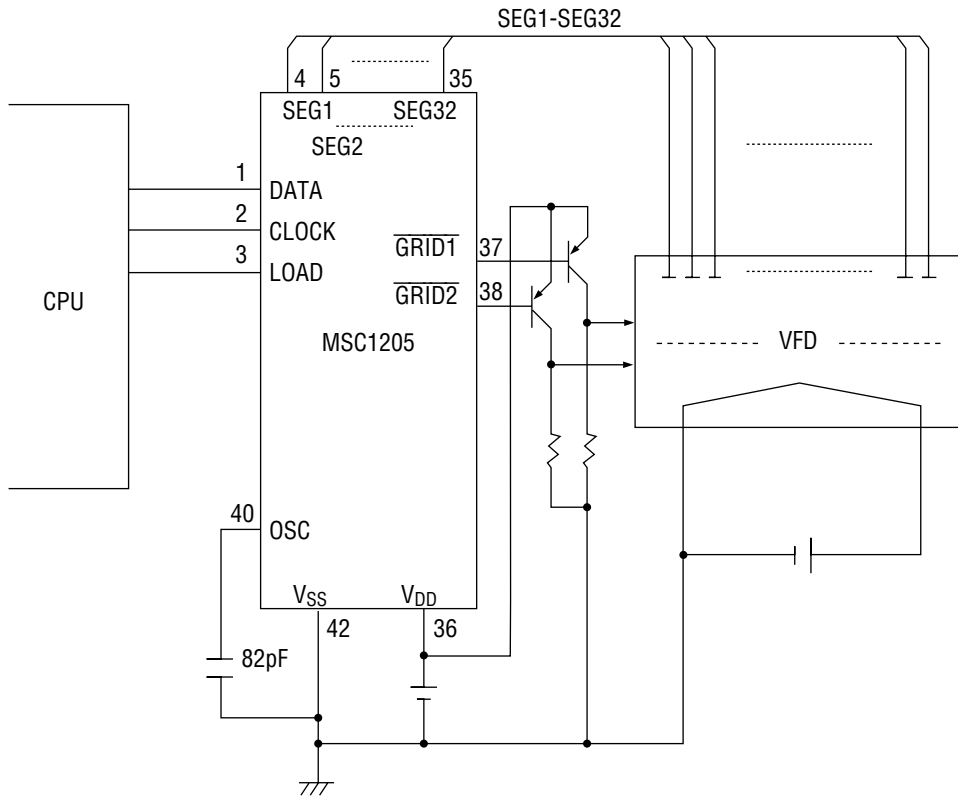 SEG1-SEG32
4 5 35
SEG1 SEG32
SEG2
1 DATA
2 CLOCK
3 LOAD
GRID1 37
GRID2 38
CPU
MSC1205
VFD
40 OSC
VSS VDD
42 36
82pF